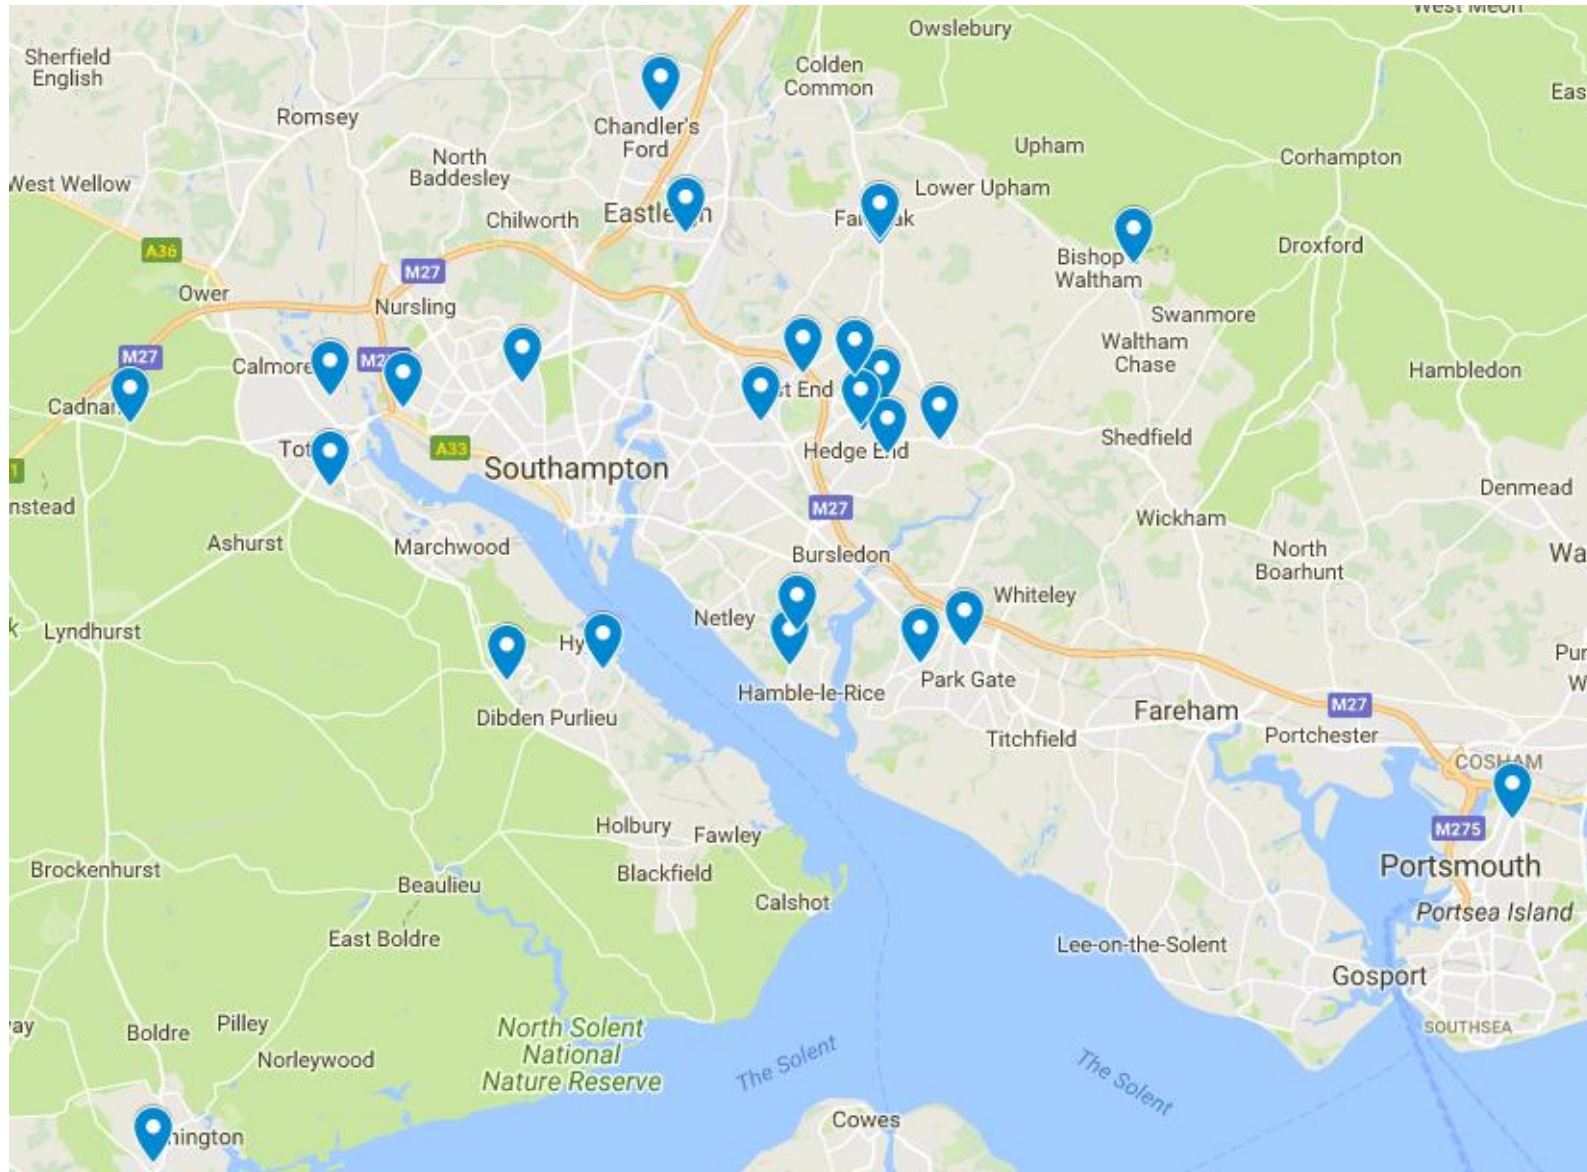 West Meon
Owslebury
Sherfield
English
Colden
Common
Eas
Romsey
Chandler's
Ford
Upham
North
Baddesley
Corhampton
West Wellow
Lower Upham
Chilworth
A36
Droxford
Bishop
Waltham
M27
Ower
Nursling
Swanmore
Waltham
Chase
M27
Calmore
Hambledon
Shedfield
A33
Southampton
Denmead
nstead
M27
Wickham
Ashurst
Marchwood
Bursledon
North
Boarhunt
Wa
Whiteley
Netley
Lyndhurst
Pur
W
Park Gate
Hamble-le-Rice
M27
Fareham
Dibden Purlieu
Portchester
Titchfield
COSHAM
Holbury
Fawley
M275
Portsmouth
Brockenhurst
Blackfield
Beaulieu
Calshot
Portsea Island
East Boldre
Lee-on-the-Solent
Gosport
Boldre
Pilley
North Solent
National
Nature Reserve
SOUTHSEA
Norleywood
The Solent
The Solent
Cowes